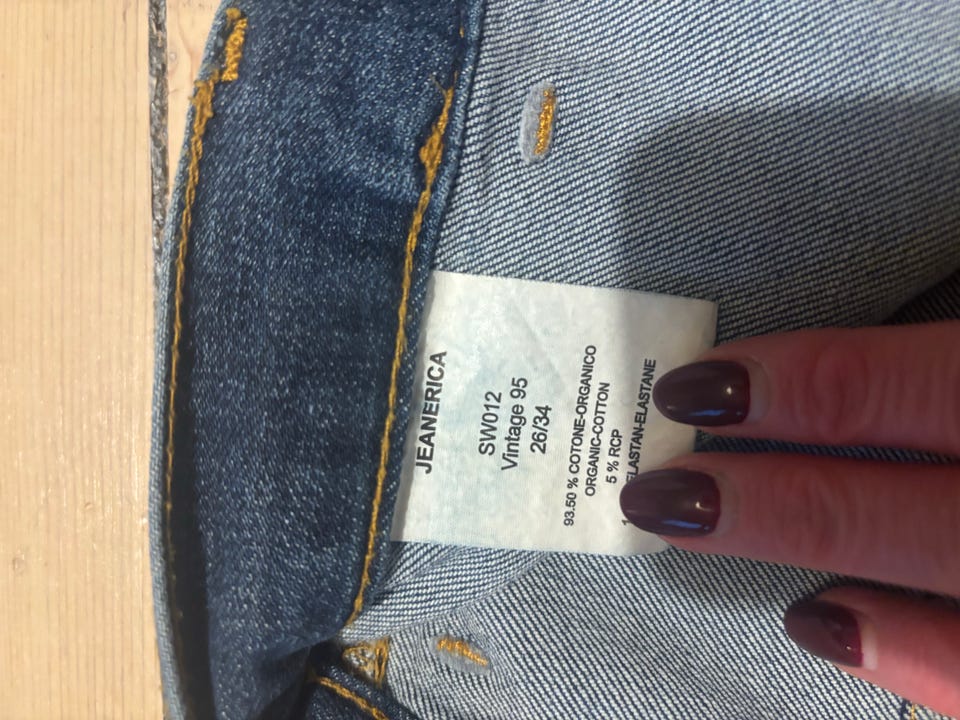 JEANERICA
SW012
Vintage 95
26/34
93.50 % COTONE-ORGANICO
ORGANIC-COTTON
5 % RCP
ELASTAN-ELASTANE